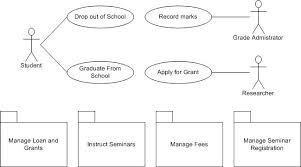 Drop out of School
Record marks
Student
Grade Admistrator
Graduate From
School
Apply for Grant
Researcher
Manage Loan and
Grants
Instruct Seminars
Manage Fees
Manage Seminar
Registration